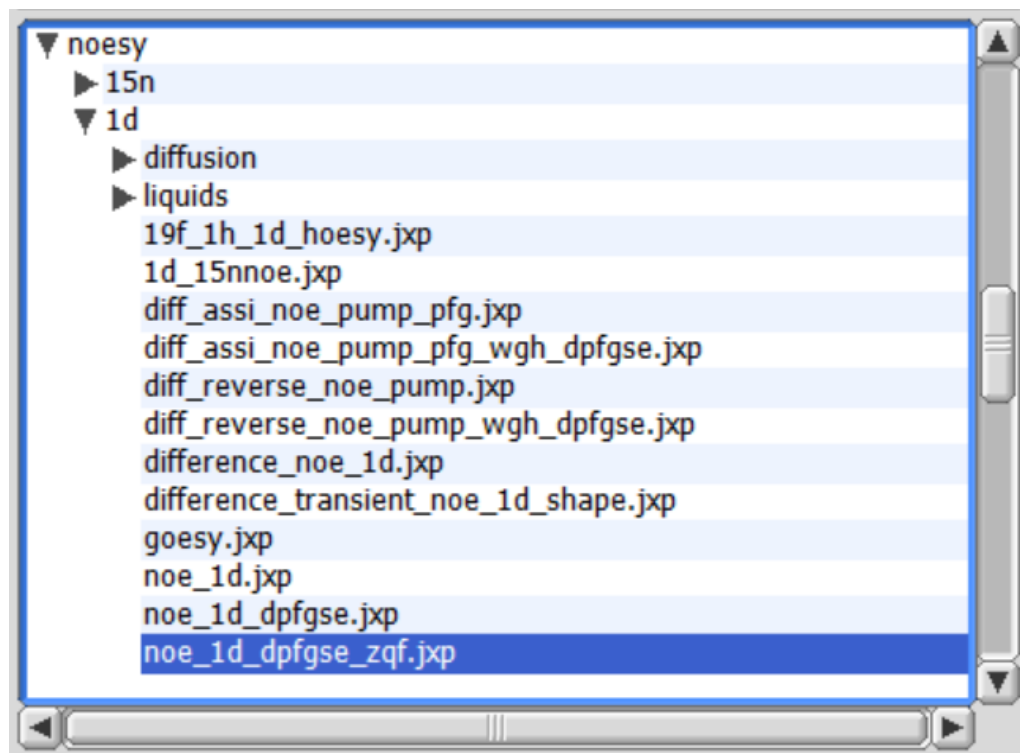 noesy
15n
1d
diffusion
liquids
19f_1h_1d_hoesy.jxp
1d_15nnoe.jxp
diff_assi_noe_pump_pfg.jxp
diff_assi_noe_pump_pfg_wgh_dpfgse.jxp
diff_reverse_noe_pump.jxp
diff_reverse_noe_pump_wgh_dpfgse.jxp
difference_noe_1d.jxp
difference_transient_noe_1d_shape.jxp
goesy.jxp
noe_1d.jxp
noe_1d_dpfgse.jxp
noe_1d_dpfgse_zqf.jxp